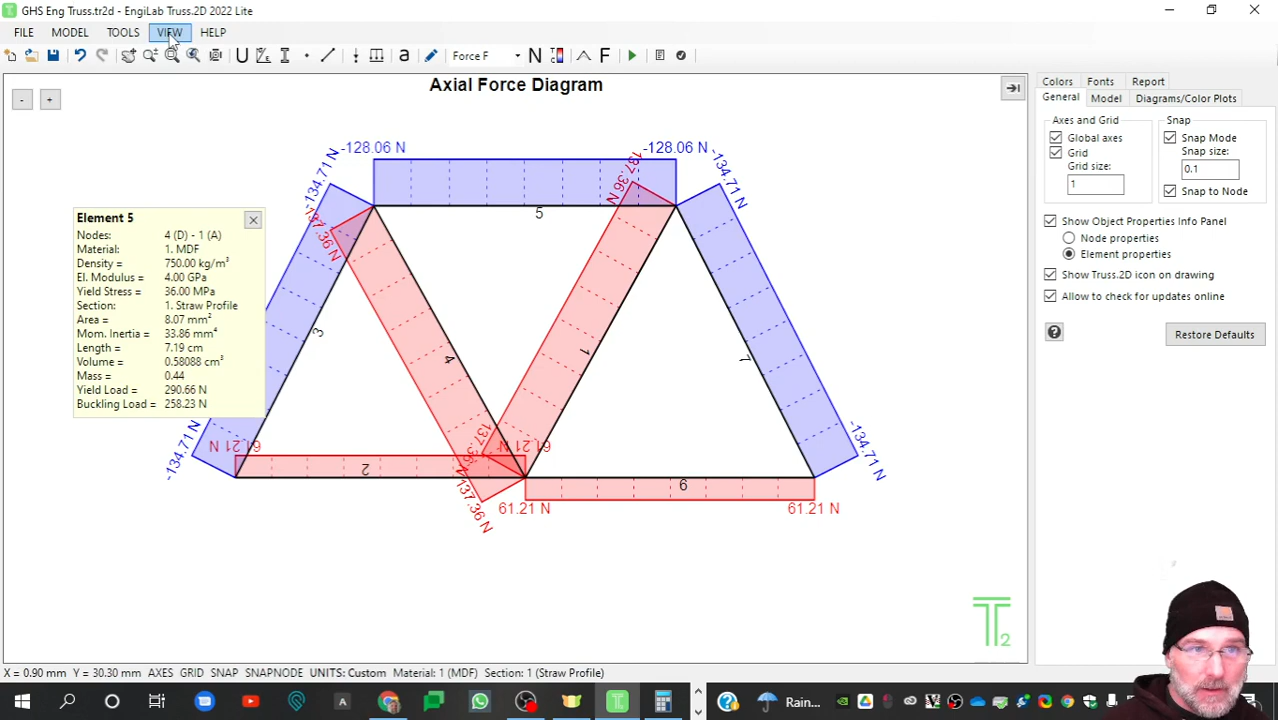 GHS Eng Truss.tr2d - EngiLab Truss.2D 2022 Lite
FILE MODEL TOOLS VIEW HELP
U Force F N F
Axial Force Diagram
- +
Element 5
Nodes: 4 (D) - 1 (A)
Material: 1. MDF
Density = 750.00 kg/m³
El. Modulus = 4.00 GPa
Yield Stress = 36.00 MPa
Section: 1. Straw Profile
Area = 8.07 mm²
Mom. Inertia = 33.86 mm⁴
Length = 7.19 cm
Volume = 0.58088 cm³
Mass = 0.44
Yield Load = 290.66 N
Buckling Load = 258.23 N
-128.06 N
-128.06 N
-134.71 N
137.36 N
137.36 N
-134.71 N
5
3
4
1
7
-134.71 N
61.21 N
137.36 N
61.21 N
-134.71 N
2
6
137.36 N
61.21 N
61.21 N
T2
Colors Fonts Report
General Model Diagrams/Color Plots
Axes and Grid
Global axes
Grid
Grid size:
1
Snap
Snap Mode
Snap size:
0.1
Snap to Node
Show Object Properties Info Panel
Node properties
Element properties
Show Truss.2D icon on drawing
Allow to check for updates online
Restore Defaults
X = 0.90 mm Y = 30.30 mm AXES GRID SNAP SNAPNODE UNITS: Custom Material: 1 (MDF) Section: 1 (Straw Profile)
Rain...